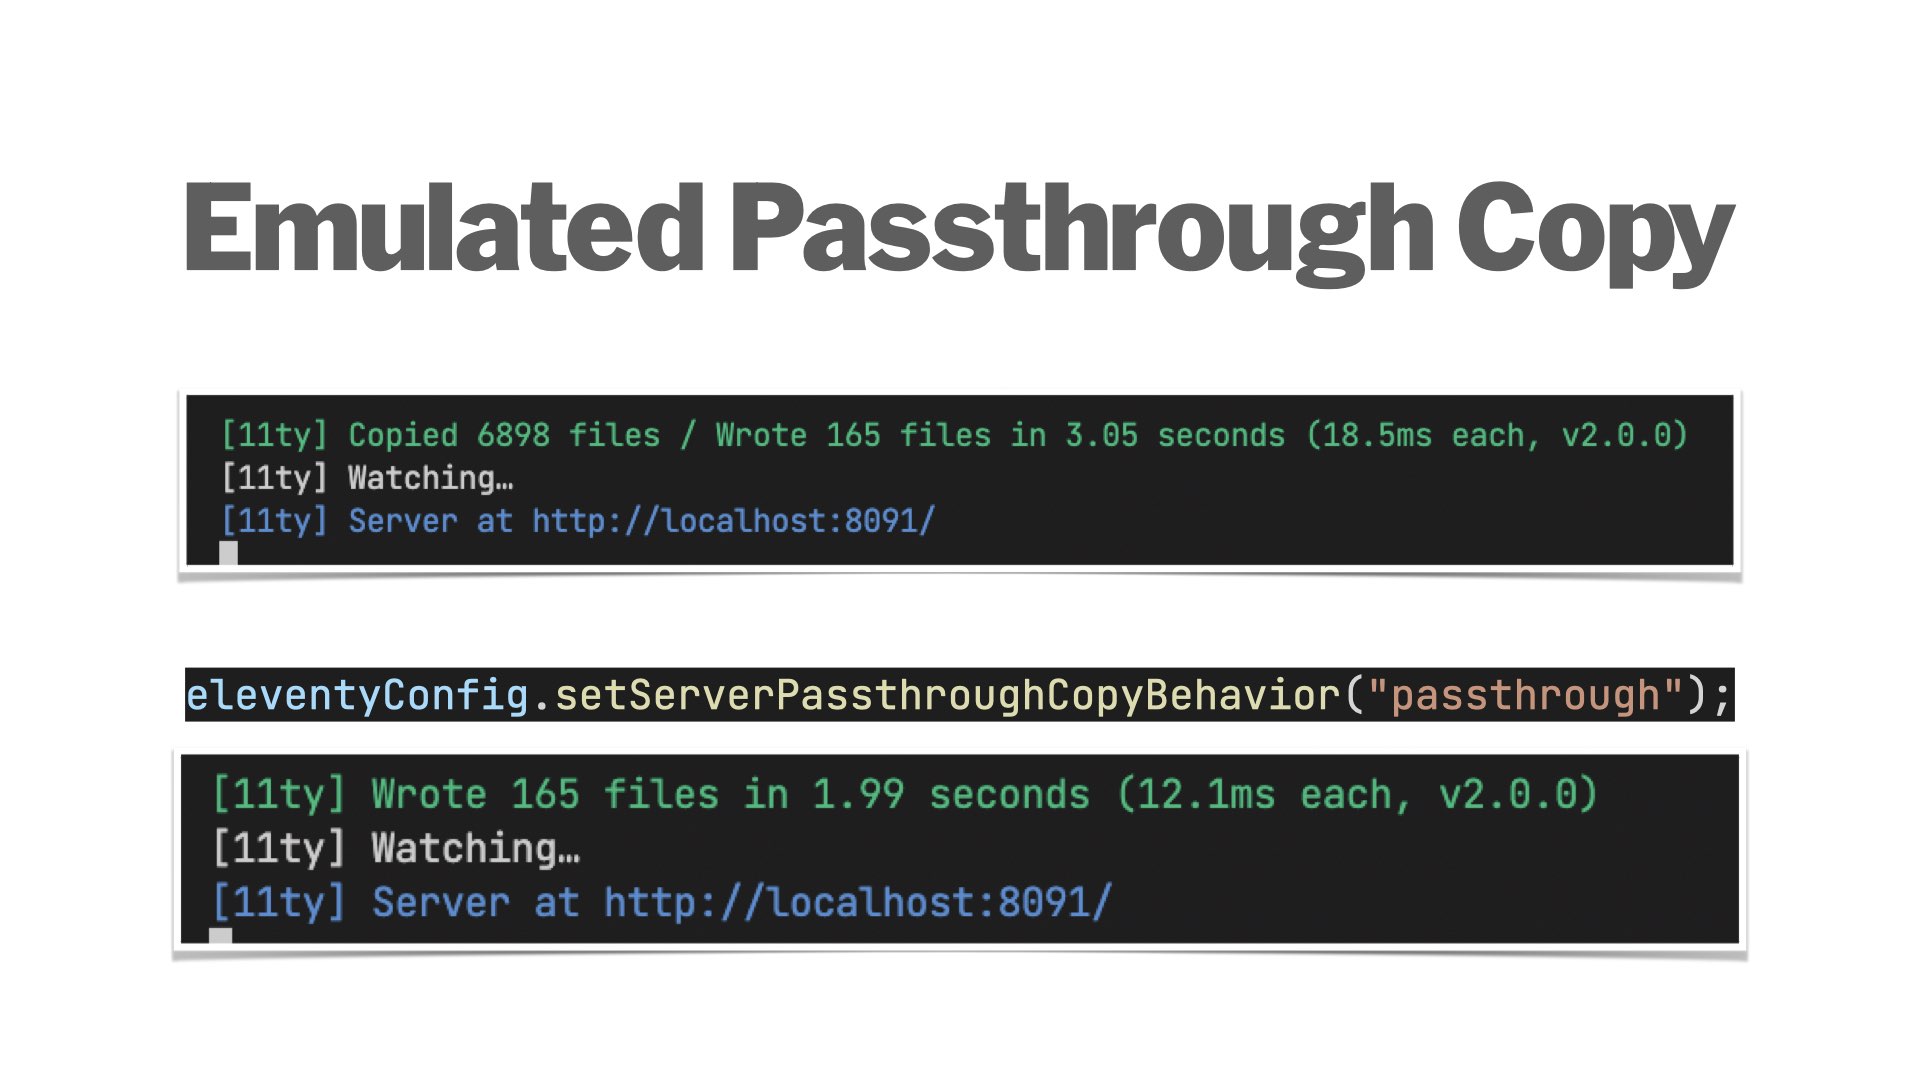 Emulated Passthrough Copy
[11ty] Copied 6898 files / Wrote 165 files in 3.05 seconds (18.5ms each, v2.0.0)
[11ty] Watching…
[11ty] Server at http://localhost:8091/
eleventyConfig.setServerPassthroughCopyBehavior("passthrough");
[11ty] Wrote 165 files in 1.99 seconds (12.1ms each, v2.0.0)
[11ty] Watching…
[11ty] Server at http://localhost:8091/